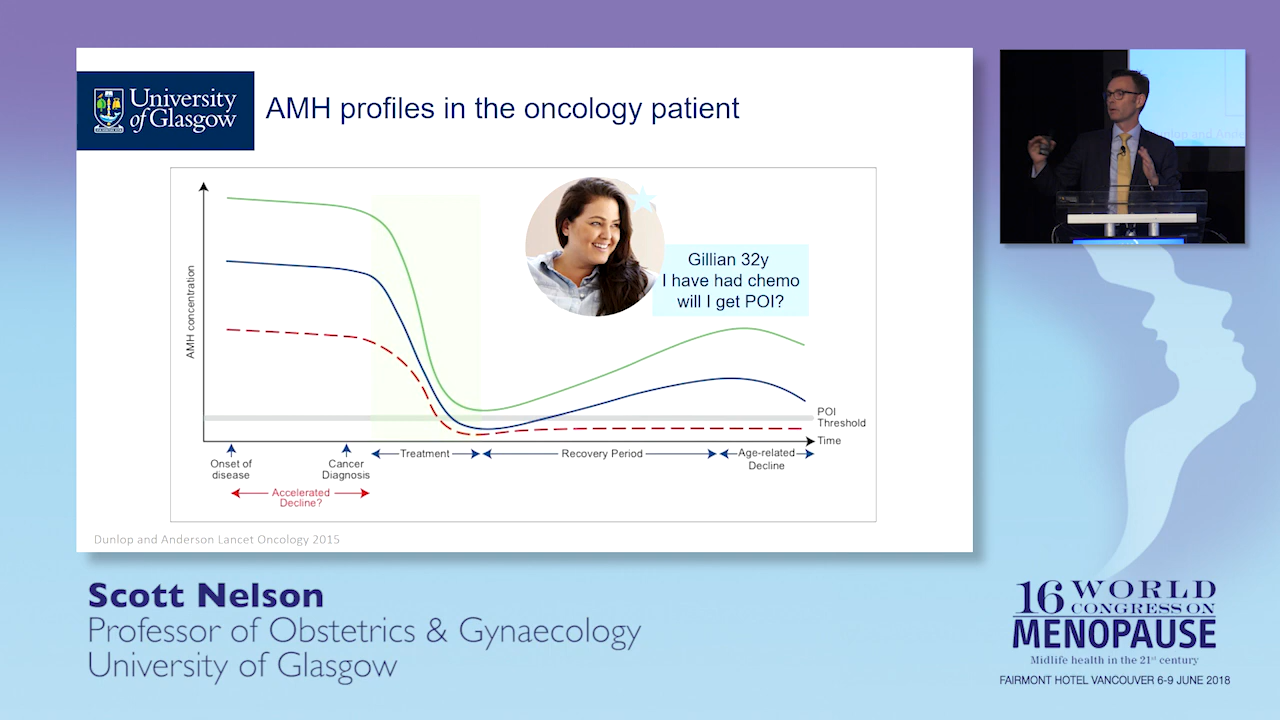 University
of Glasgow
AMH profiles in the oncology patient
Gillian 32y
I have had chemo
will I get POI?
AMH concentration
POI
Threshold
Time
Onset of
disease
Cancer
Diagnosis
Treatment
Recovery Period
Age-related
Decline
Accelerated
Decline?
Dunlop and Anderson Lancet Oncology 2015
Scott Nelson
Professor of Obstetrics & Gynaecology
University of Glasgow
16 WORLD
CONGRESS ON
MENOPAUSE
Midlife health in the 21st century
FAIRMONT HOTEL VANCOUVER 6-9 JUNE 2018